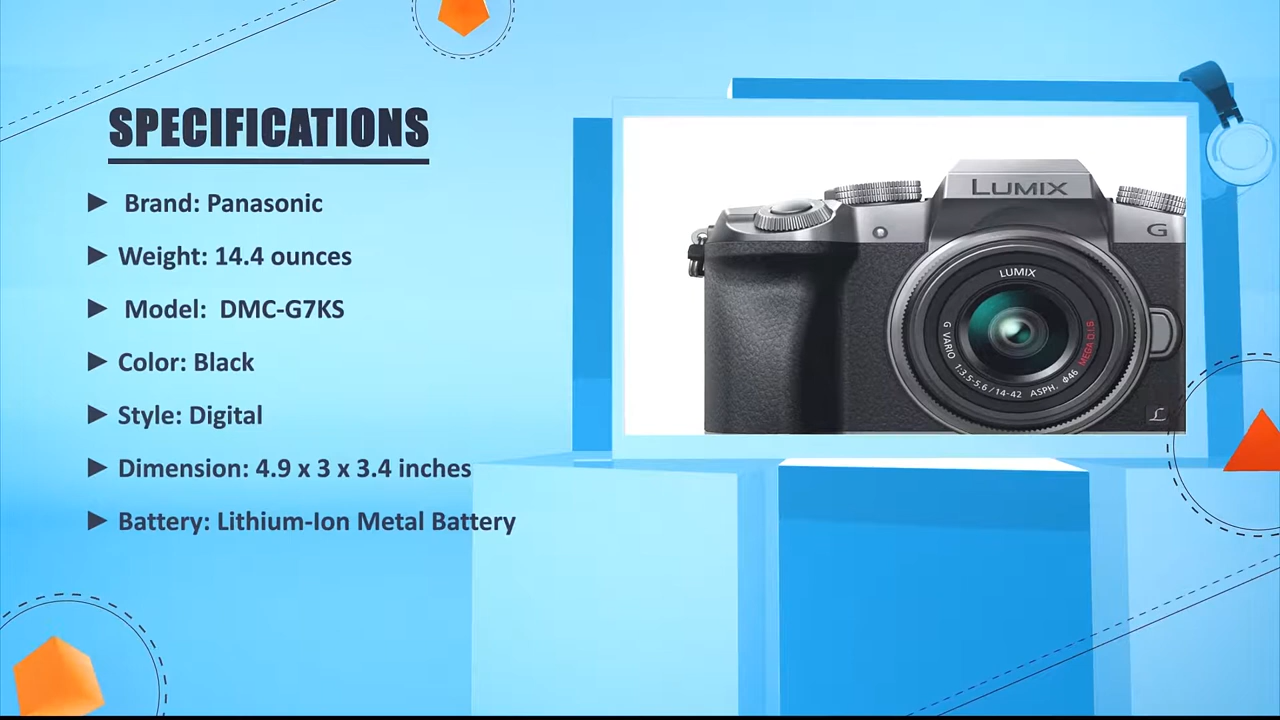 SPECIFICATIONS
Brand: Panasonic
Weight: 14.4 ounces
Model: DMC-G7KS
Color: Black
Style: Digital
Dimension: 4.9 x 3 x 3.4 inches
Battery: Lithium-Ion Metal Battery
LUMIX
G
LUMIX
G VARIO 1:3.5-5.6 / 14-42 ASPH. Φ46 MEGA O.I.S.
L